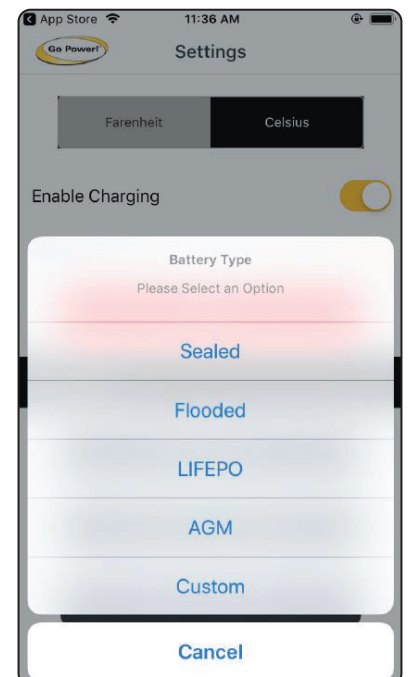 App Store 11:36 AM
Go Power!
Settings
Farenheit Celsius
Enable Charging
Battery Type
Please Select an Option
Sealed
Flooded
LIFEPO
AGM
Custom
Cancel